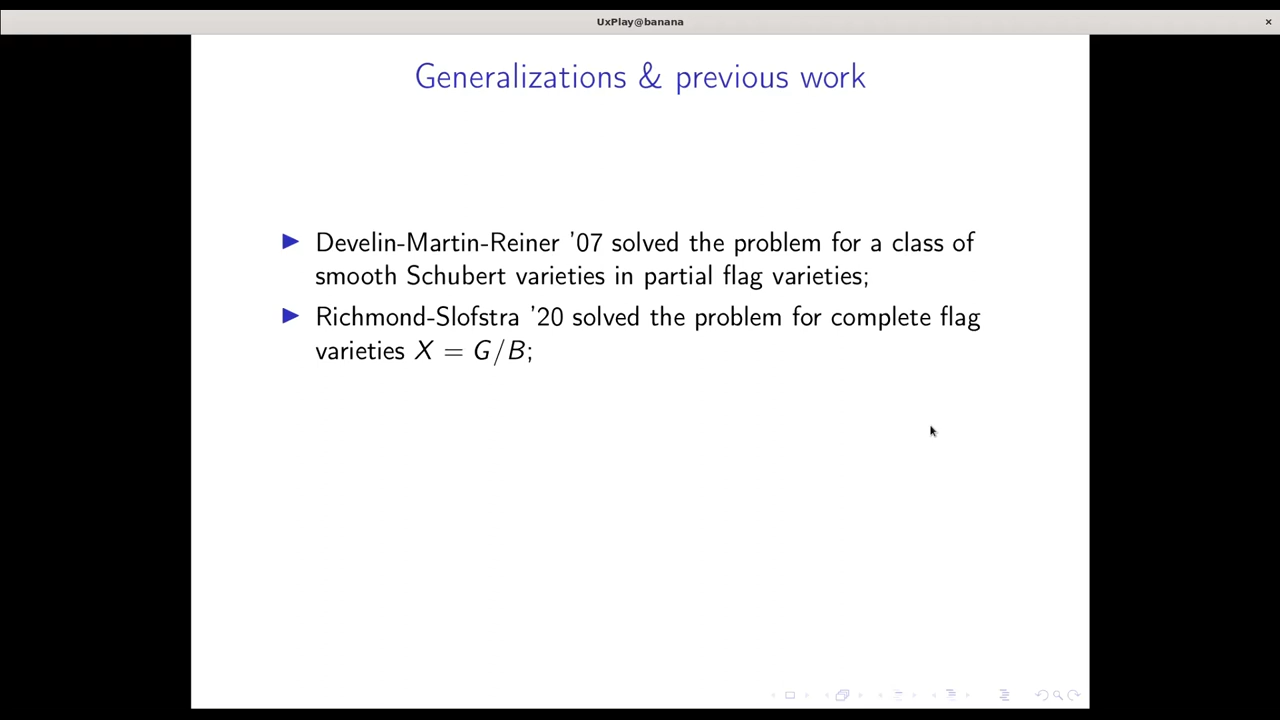 UxPlay@banana
Generalizations & previous work
▶ Develin-Martin-Reiner '07 solved the problem for a class of
smooth Schubert varieties in partial flag varieties;
▶ Richmond-Slofstra '20 solved the problem for complete flag
varieties X = G/B;